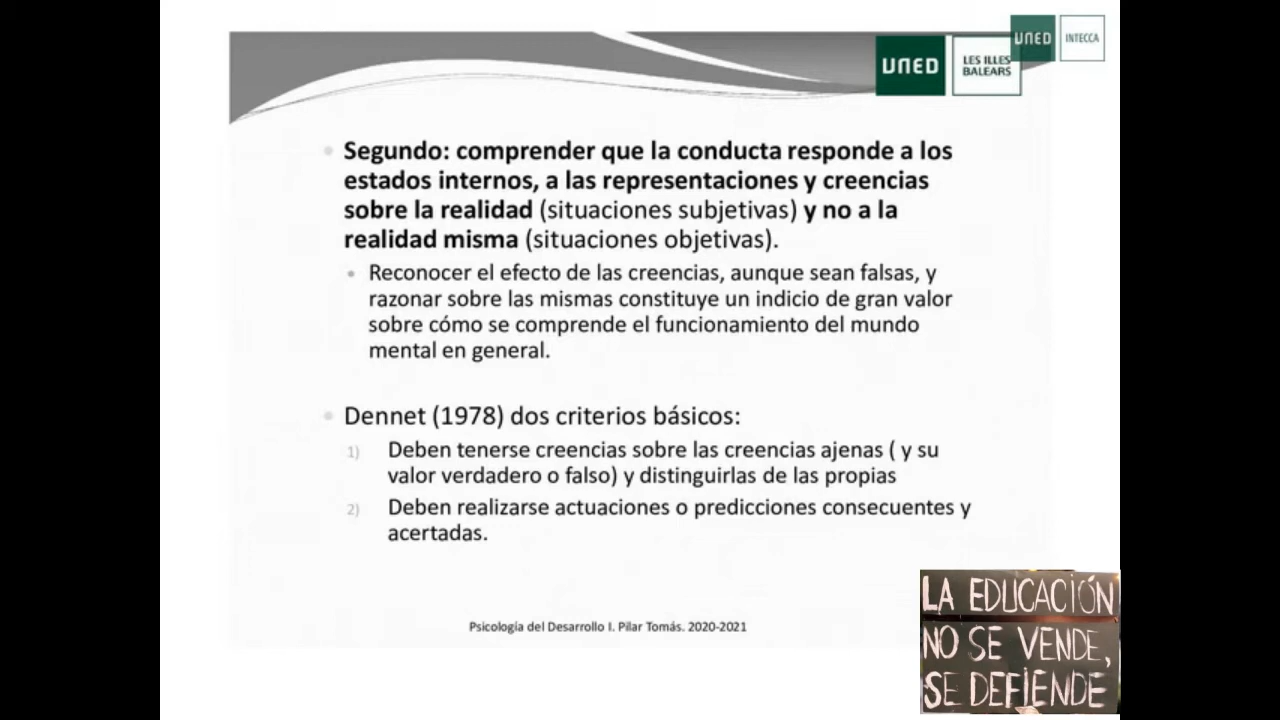 UNED
INTECCA
UNED
LES ILLES
BALEARS
Segundo: comprender que la conducta responde a los
estados internos, a las representaciones y creencias
sobre la realidad (situaciones subjetivas) y no a la
realidad misma (situaciones objetivas).
Reconocer el efecto de las creencias, aunque sean falsas, y
razonar sobre las mismas constituye un indicio de gran valor
sobre cómo se comprende el funcionamiento del mundo
mental en general.
Dennet (1978) dos criterios básicos:
1) Deben tenerse creencias sobre las creencias ajenas ( y su
valor verdadero o falso) y distinguirlas de las propias
2) Deben realizarse actuaciones o predicciones consecuentes y
acertadas.
Psicología del Desarrollo I. Pilar Tomás. 2020-2021
LA EDUCACIÓN
NO SE VENDE,
SE DEFIENDE